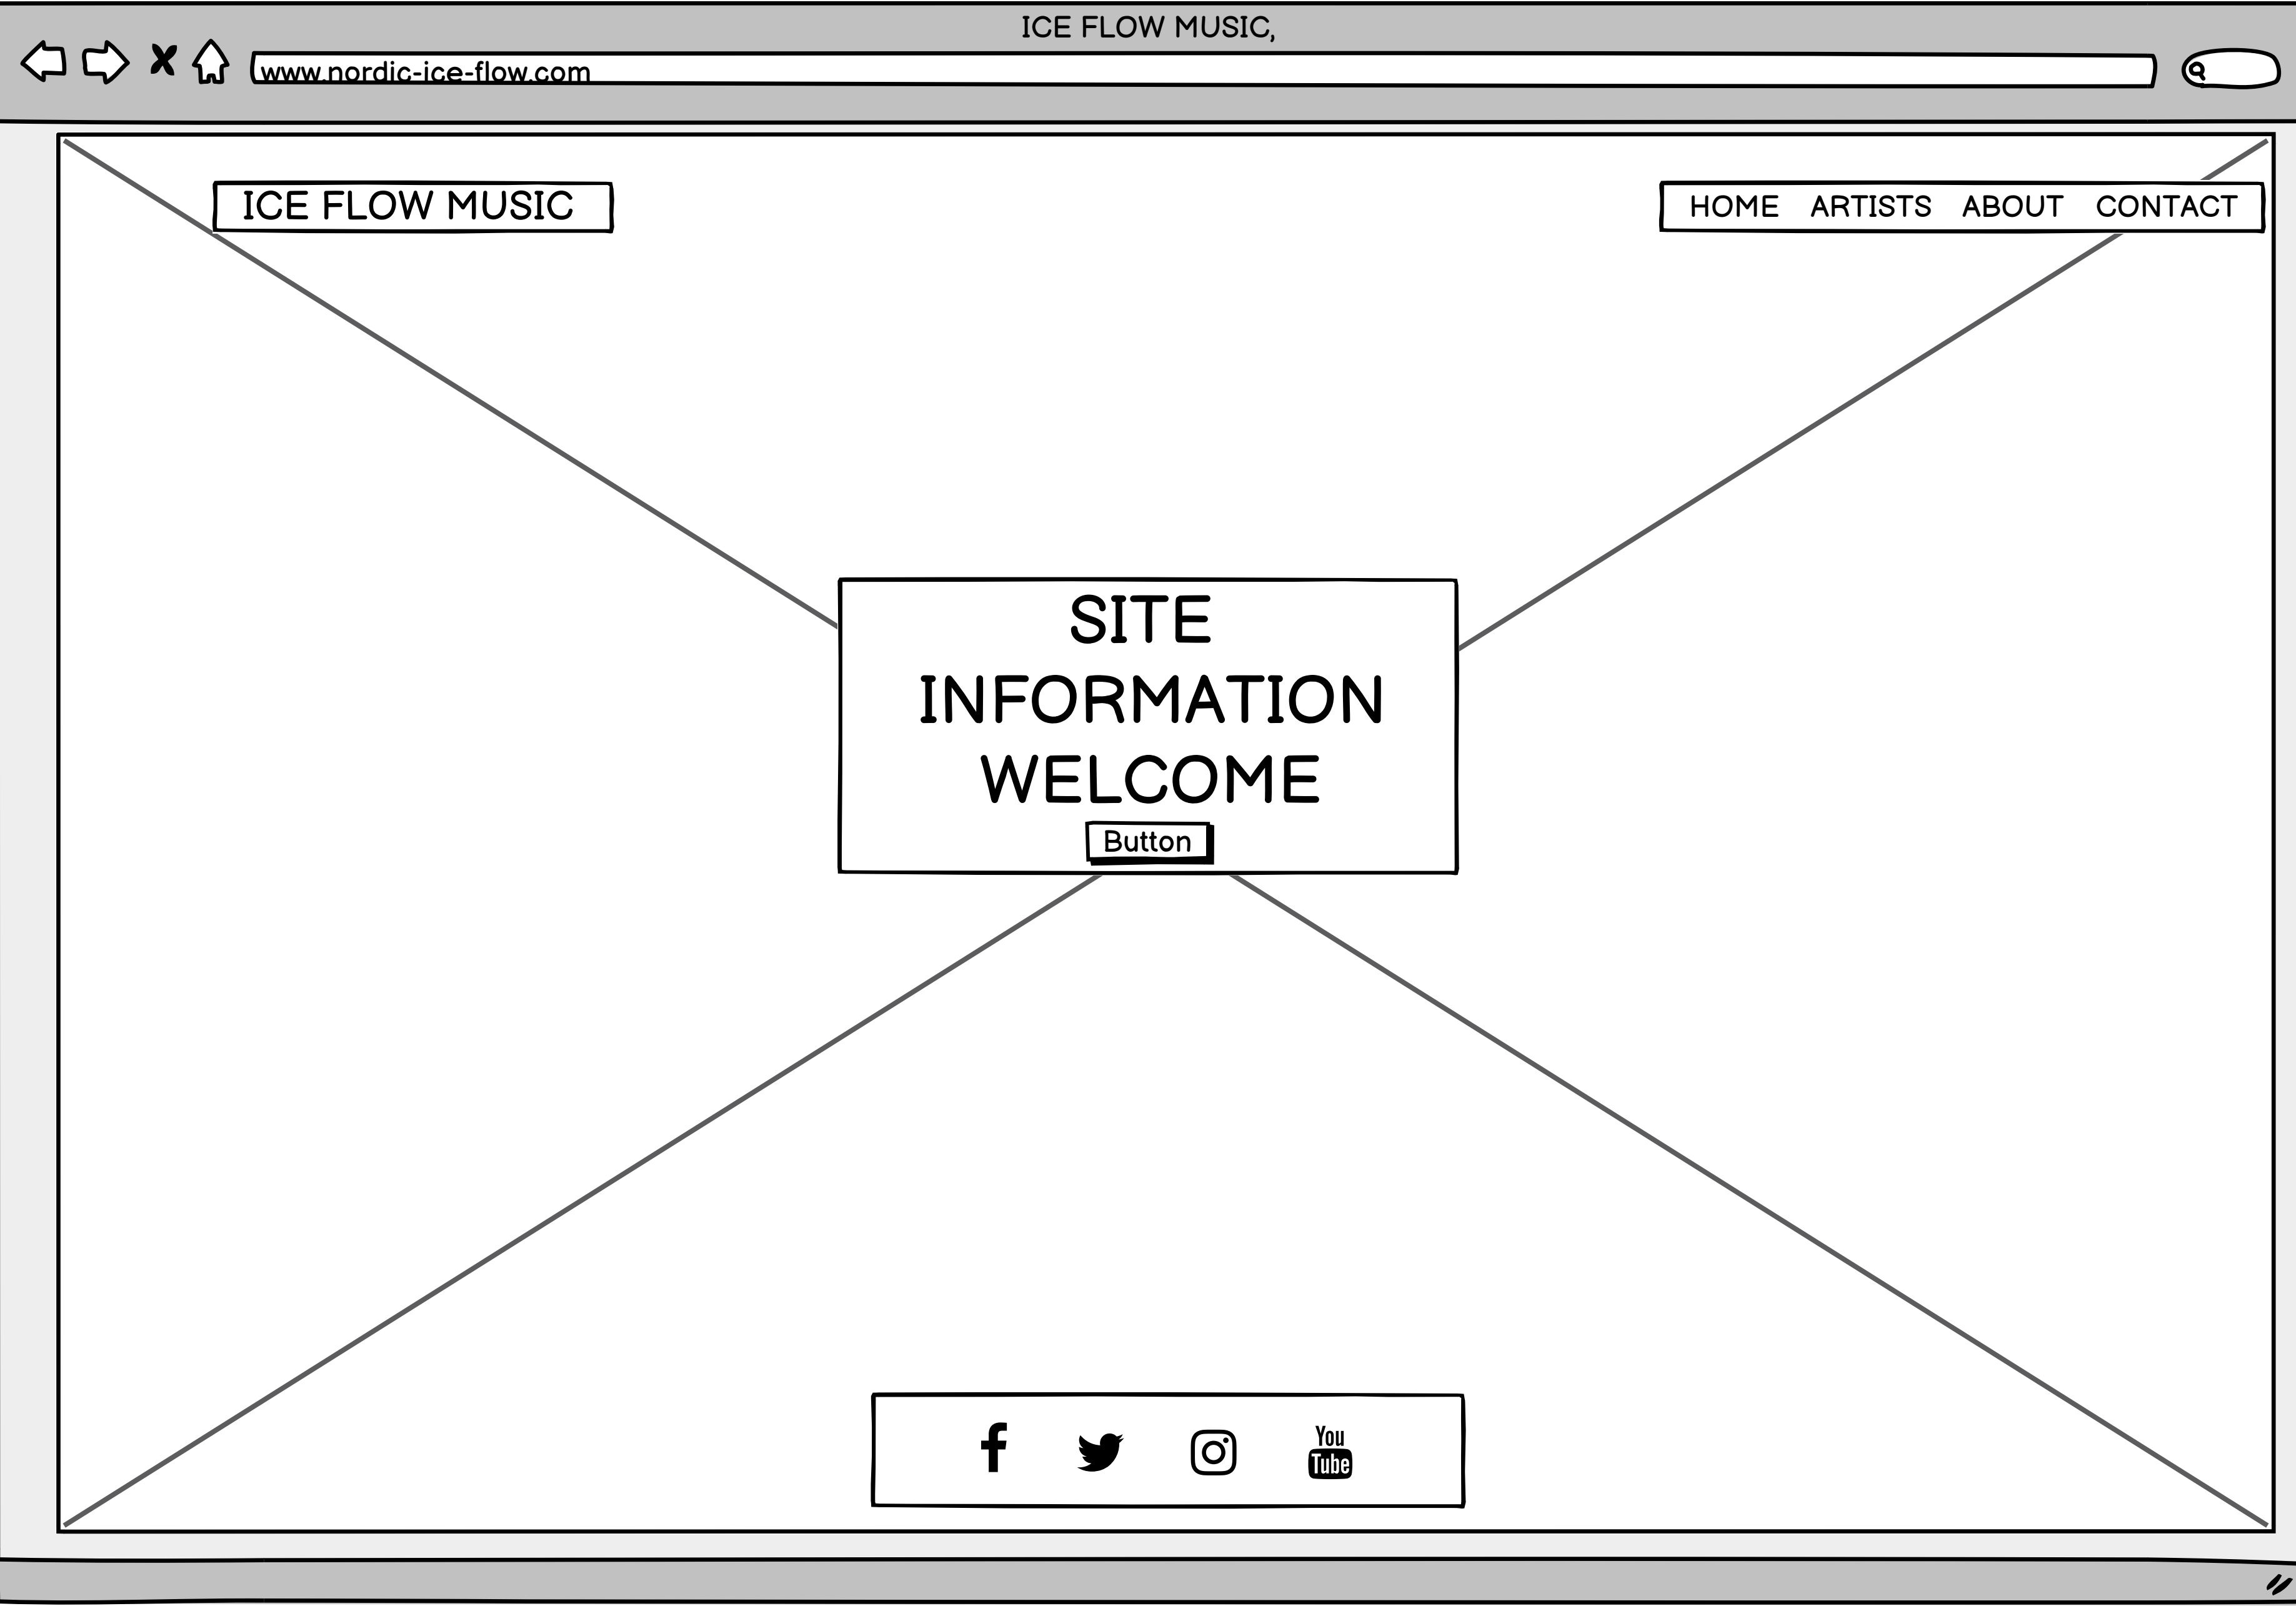 ICE FLOW MUSIC,
www.nordic-ice-flow.com
ICE FLOW MUSIC
HOME ARTISTS ABOUT CONTACT
SITE
INFORMATION
WELCOME
Button
You
Tube